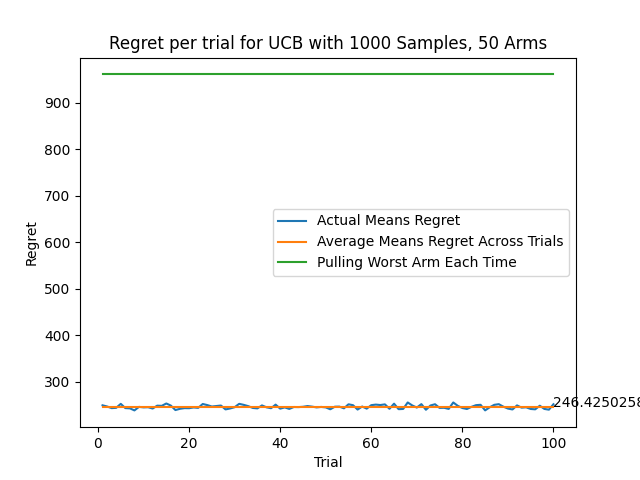 Regret per trial for UCB with 1000 Samples, 50 Arms
Regret
900
800
700
600
500
400
300
Actual Means Regret
Average Means Regret Across Trials
Pulling Worst Arm Each Time
246.4250258
0 20 40 60 80 100
Trial